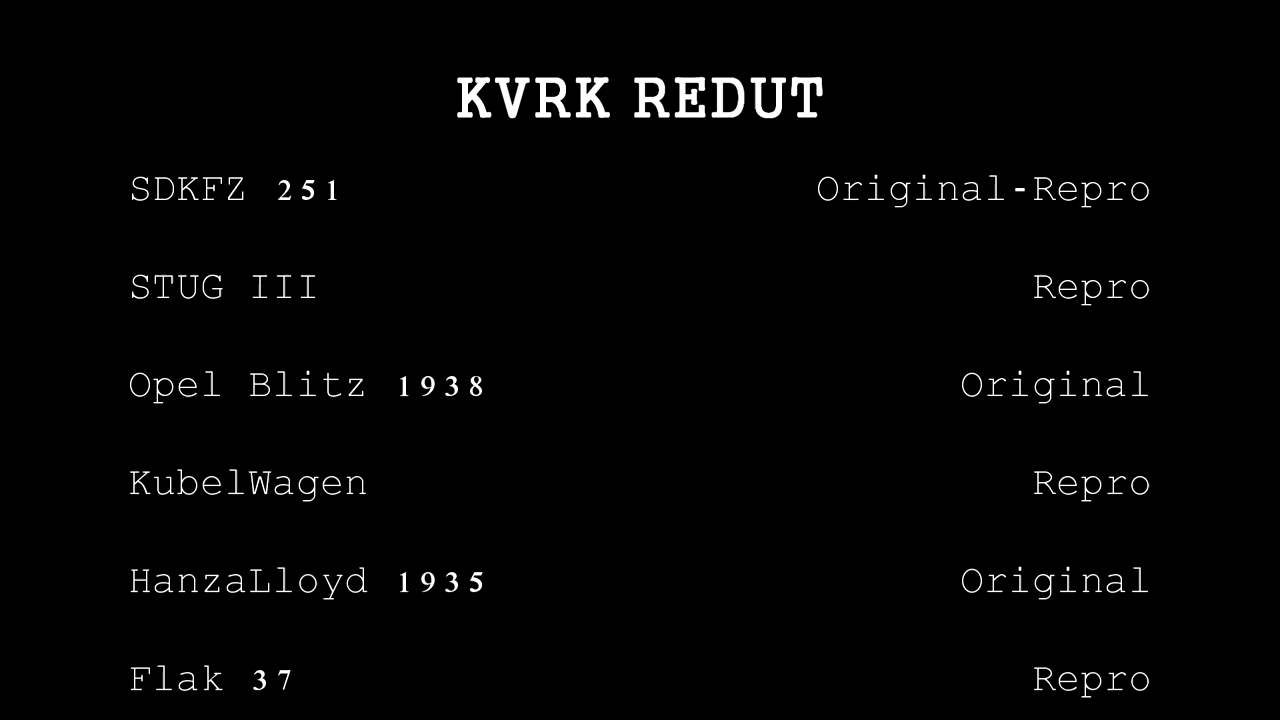 KVRK REDUT
SDKFZ 251 Original-Repro
STUG III Repro
Opel Blitz 1938 Original
KubelWagen Repro
HanzaLloyd 1935 Original
Flak 37 Repro